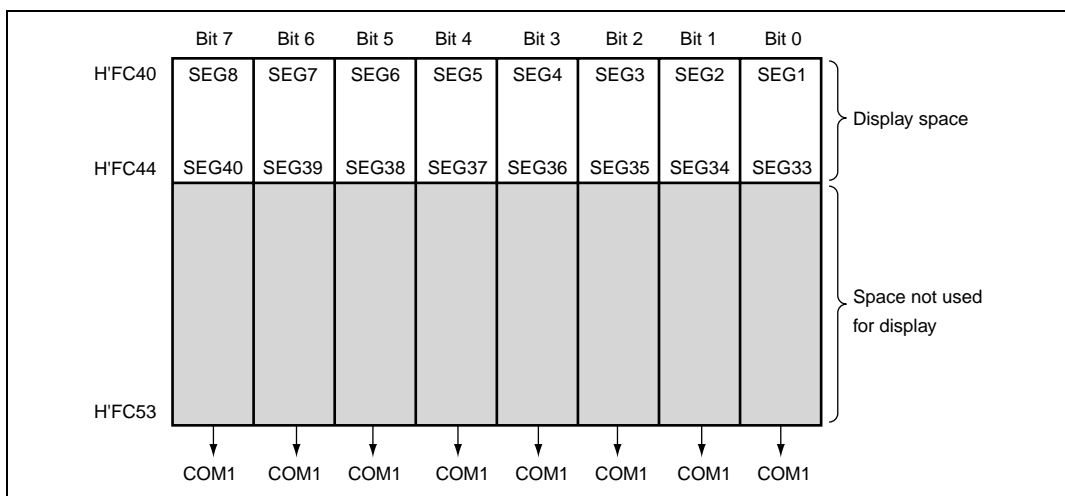 Bit 7 Bit 6 Bit 5 Bit 4 Bit 3 Bit 2 Bit 1 Bit 0
H'FC40 SEG8 SEG7 SEG6 SEG5 SEG4 SEG3 SEG2 SEG1
Display space
H'FC44 SEG40 SEG39 SEG38 SEG37 SEG36 SEG35 SEG34 SEG33
Space not used
for display
H'FC53
COM1 COM1 COM1 COM1 COM1 COM1 COM1 COM1